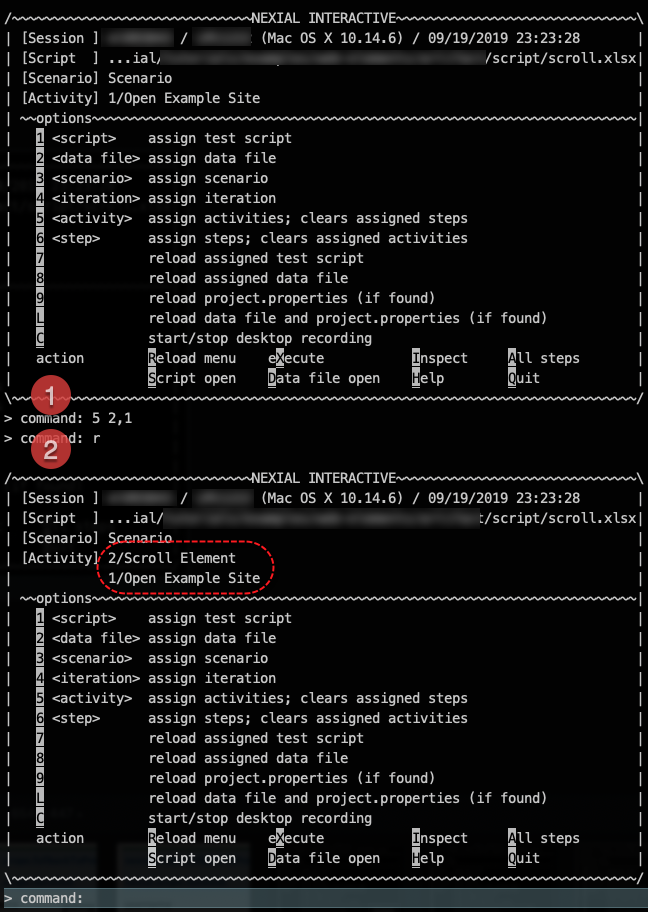 /~~~~~~~~~~~~~~~~~~~~~~~~~~~~~~NEXIAL INTERACTIVE~~~~~~~~~~~~~~~~~~~~~~~~~~~~~~\
| [Session ] / (Mac OS X 10.14.6) / 09/19/2019 23:23:28 |
| [Script  ] ...ial/ /script/scroll.xlsx|
| [Scenario] Scenario |
| [Activity] 1/Open Example Site |
| ~~options~~~~~~~~~~~~~~~~~~~~~~~~~~~~~~~~~~~~~~~~~~~~~~~~~~~~~~~~~~~~~~~~~~~~|
| 1 <script>    assign test script |
| 2 <data file> assign data file |
| 3 <scenario>  assign scenario |
| 4 <iteration> assign iteration |
| 5 <activity>  assign activities; clears assigned steps |
| 6 <step>      assign steps; clears assigned activities |
| 7             reload assigned test script |
| 8             reload assigned data file |
| 9             reload project.properties (if found) |
| L             reload data file and project.properties (if found) |
| C             start/stop desktop recording |
| action        Reload menu    eXecute           Inspect     All steps |
|               Script open    Data file open    Help        Quit |
\~~~~~~~~~~~~~~~~~~~~~~~~~~~~~~~~~~~~~~~~~~~~~~~~~~~~~~~~~~~~~~~~~~~~~~~~~~~~~~/
1
> command: 5 2,1
> command: r
2
/~~~~~~~~~~~~~~~~~~~~~~~~~~~~~~NEXIAL INTERACTIVE~~~~~~~~~~~~~~~~~~~~~~~~~~~~~~\
| [Session ] / (Mac OS X 10.14.6) / 09/19/2019 23:23:28 |
| [Script  ] ...ial/ /script/scroll.xlsx|
| [Scenario] Scenario |
| [Activity] 2/Scroll Element |
|            1/Open Example Site |
| ~~options~~~~~~~~~~~~~~~~~~~~~~~~~~~~~~~~~~~~~~~~~~~~~~~~~~~~~~~~~~~~~~~~~~~~|
| 1 <script>    assign test script |
| 2 <data file> assign data file |
| 3 <scenario>  assign scenario |
| 4 <iteration> assign iteration |
| 5 <activity>  assign activities; clears assigned steps |
| 6 <step>      assign steps; clears assigned activities |
| 7             reload assigned test script |
| 8             reload assigned data file |
| 9             reload project.properties (if found) |
| L             reload data file and project.properties (if found) |
| C             start/stop desktop recording |
| action        Reload menu    eXecute           Inspect     All steps |
|               Script open    Data file open    Help        Quit |
\~~~~~~~~~~~~~~~~~~~~~~~~~~~~~~~~~~~~~~~~~~~~~~~~~~~~~~~~~~~~~~~~~~~~~~~~~~~~~~/
> command: